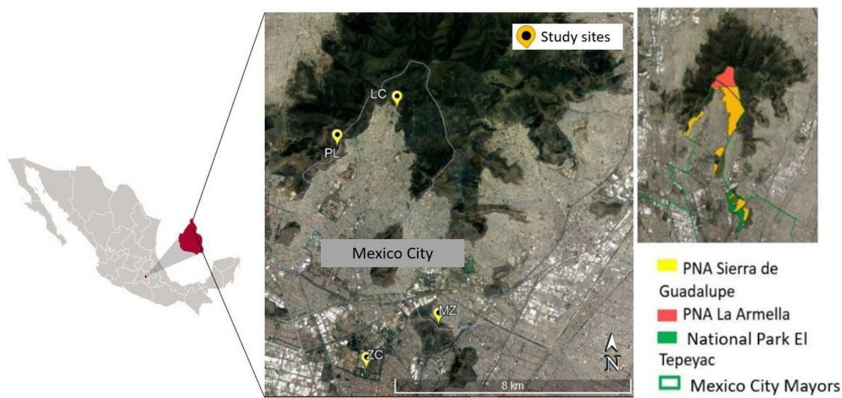 Study sites
LC
PL
Mexico City
MZ
ZC
N
8 km
PNA Sierra de
Guadalupe
PNA La Armella
National Park El
Tepeyac
Mexico City Mayors